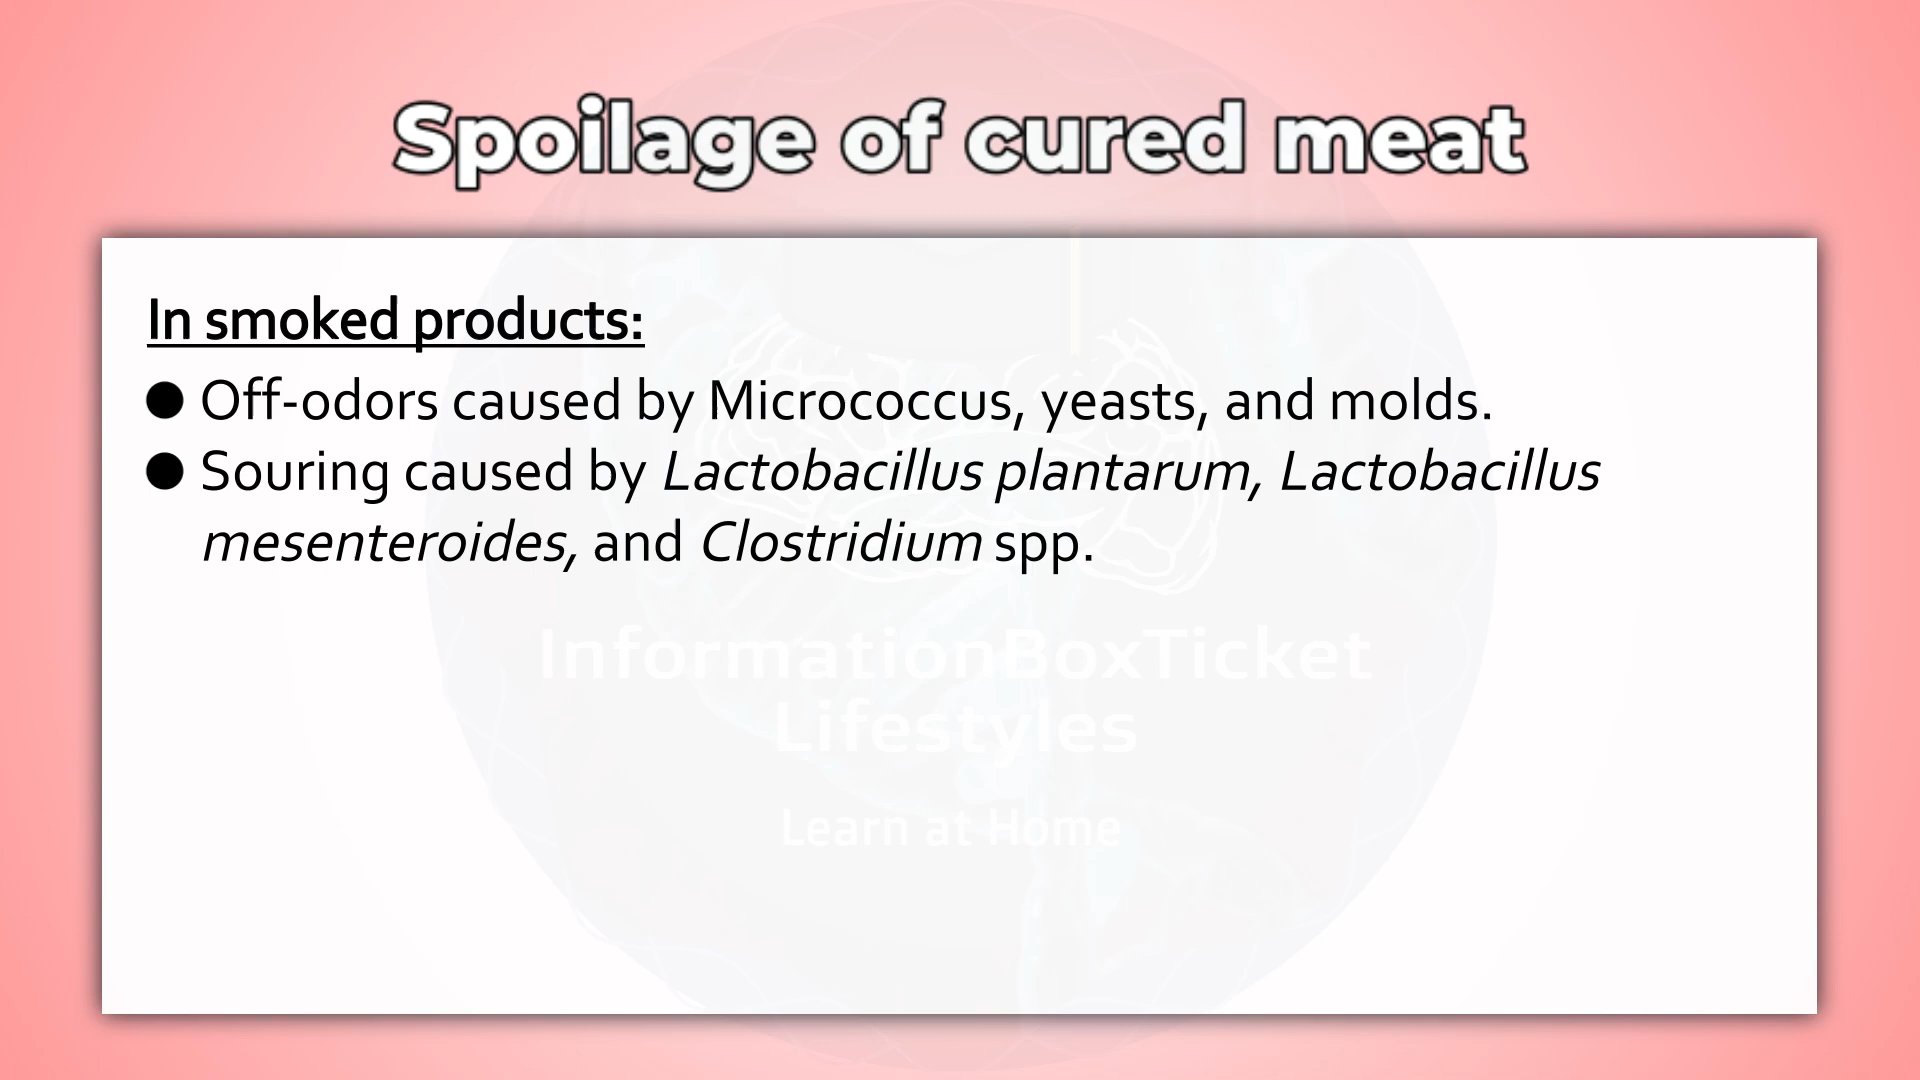 Spoilage of cured meat
In smoked products:
● Off-odors caused by Micrococcus, yeasts, and molds.
● Souring caused by Lactobacillus plantarum, Lactobacillus
mesenteroides, and Clostridium spp.
InformationBoxTicket
Lifestyles
Learn at Home